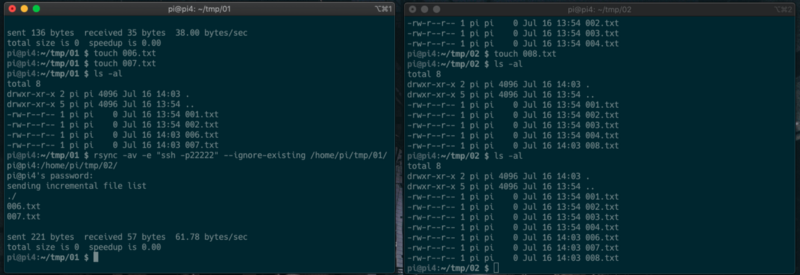 pi@pi4: ~/tmp/01
⌥⌘1
sent 136 bytes  received 35 bytes  38.00 bytes/sec
total size is 0  speedup is 0.00
pi@pi4:~/tmp/01 $ touch 006.txt
pi@pi4:~/tmp/01 $ touch 007.txt
pi@pi4:~/tmp/01 $ ls -al
total 8
drwxr-xr-x 2 pi pi 4096 Jul 16 14:03 .
drwxr-xr-x 5 pi pi 4096 Jul 16 13:54 ..
-rw-r--r-- 1 pi pi    0 Jul 16 13:54 001.txt
-rw-r--r-- 1 pi pi    0 Jul 16 13:54 002.txt
-rw-r--r-- 1 pi pi    0 Jul 16 14:03 006.txt
-rw-r--r-- 1 pi pi    0 Jul 16 14:03 007.txt
pi@pi4:~/tmp/01 $ rsync -av -e "ssh -p22222" --ignore-existing /home/pi/tmp/01/
pi@pi4:/home/pi/tmp/02/
pi@pi4's password:
sending incremental file list
./
006.txt
007.txt
sent 221 bytes  received 57 bytes  61.78 bytes/sec
total size is 0  speedup is 0.00
pi@pi4:~/tmp/01 $
pi@pi4: ~/tmp/02
⌥⌘2
-rw-r--r-- 1 pi pi    0 Jul 16 13:54 002.txt
-rw-r--r-- 1 pi pi    0 Jul 16 13:54 003.txt
-rw-r--r-- 1 pi pi    0 Jul 16 13:54 004.txt
pi@pi4:~/tmp/02 $ touch 008.txt
pi@pi4:~/tmp/02 $ ls -al
total 8
drwxr-xr-x 2 pi pi 4096 Jul 16 14:03 .
drwxr-xr-x 5 pi pi 4096 Jul 16 13:54 ..
-rw-r--r-- 1 pi pi    0 Jul 16 13:54 001.txt
-rw-r--r-- 1 pi pi    0 Jul 16 13:54 002.txt
-rw-r--r-- 1 pi pi    0 Jul 16 13:54 003.txt
-rw-r--r-- 1 pi pi    0 Jul 16 13:54 004.txt
-rw-r--r-- 1 pi pi    0 Jul 16 14:03 008.txt
pi@pi4:~/tmp/02 $ ls -al
total 8
drwxr-xr-x 2 pi pi 4096 Jul 16 14:03 .
drwxr-xr-x 5 pi pi 4096 Jul 16 13:54 ..
-rw-r--r-- 1 pi pi    0 Jul 16 13:54 001.txt
-rw-r--r-- 1 pi pi    0 Jul 16 13:54 002.txt
-rw-r--r-- 1 pi pi    0 Jul 16 13:54 003.txt
-rw-r--r-- 1 pi pi    0 Jul 16 13:54 004.txt
-rw-r--r-- 1 pi pi    0 Jul 16 14:03 006.txt
-rw-r--r-- 1 pi pi    0 Jul 16 14:03 007.txt
-rw-r--r-- 1 pi pi    0 Jul 16 14:03 008.txt
pi@pi4:~/tmp/02 $